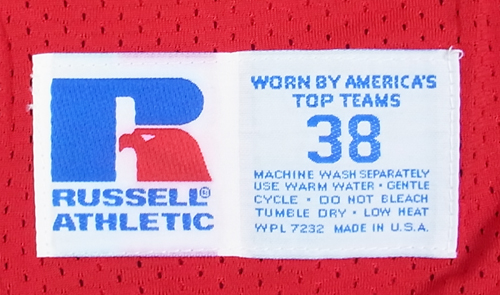 R
RUSSELL®
ATHLETIC
WORN BY AMERICA'S
TOP TEAMS
38
MACHINE WASH SEPARATELY
USE WARM WATER · GENTLE
CYCLE · DO NOT BLEACH
TUMBLE DRY · LOW HEAT
WPL 7232 MADE IN U.S.A.